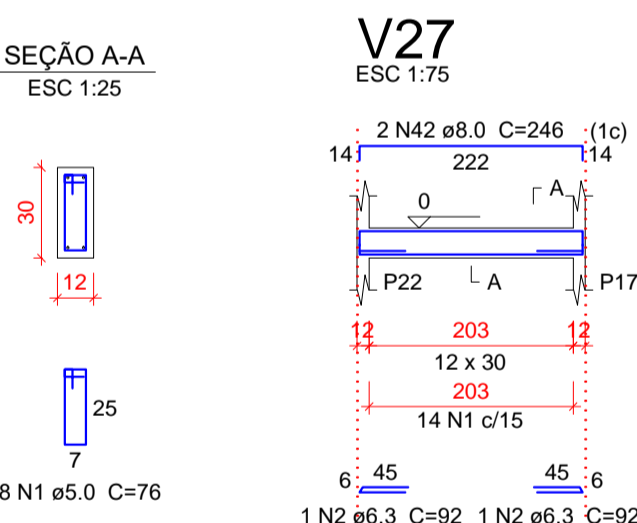 SEÇÃO A-A
ESC 1:25
30
12
25
7
8 N1 ø5.0 C=76
V27
ESC 1:75
2 N42 ø8.0 C=246 (1c)
14 222 14
A
0
P22 A P17
12 203 12
12 x 30
203
14 N1 c/15
6 45 45 6
1 N2 ø6.3 C=92 1 N2 ø6.3 C=92